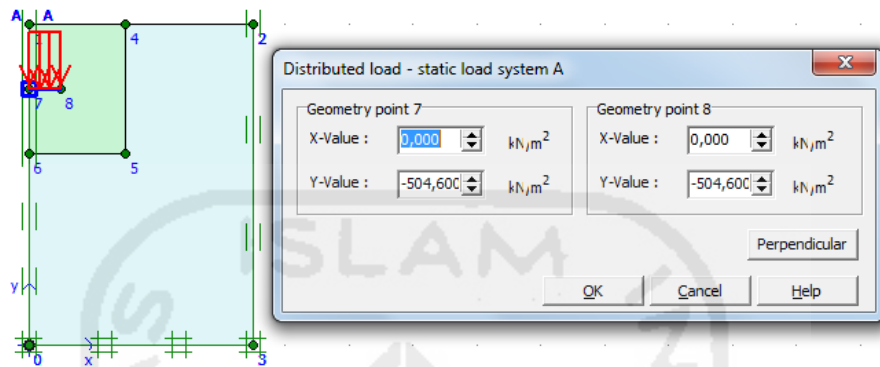 A A
1
4
2
7
8
6
5
y
0
x
3
Distributed load - static load system A
Geometry point 7
X-Value : 0,000 kN/m²
Y-Value : -504,600 kN/m²
Geometry point 8
X-Value : 0,000 kN/m²
Y-Value : -504,600 kN/m²
Perpendicular
OK Cancel Help
ISLAM